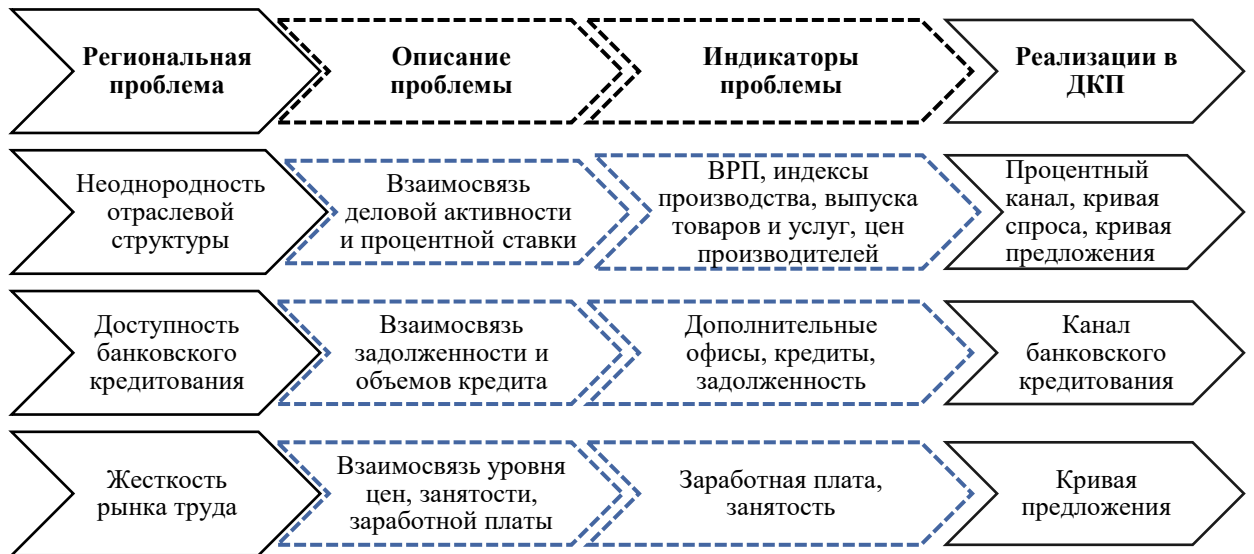 Региональная
проблема
Описание
проблемы
Индикаторы
проблемы
Реализации в
ДКП
Неоднородность
отраслевой
структуры
Взаимосвязь
деловой активности
и процентной ставки
ВРП, индексы
производства, выпуска
товаров и услуг, цен
производителей
Процентный
канал, кривая
спроса, кривая
предложения
Доступность
банковского
кредитования
Взаимосвязь
задолженности и
объемов кредита
Дополнительные
офисы, кредиты,
задолженность
Канал
банковского
кредитования
Жесткость
рынка труда
Взаимосвязь уровня
цен, занятости,
заработной платы
Заработная плата,
занятость
Кривая
предложения